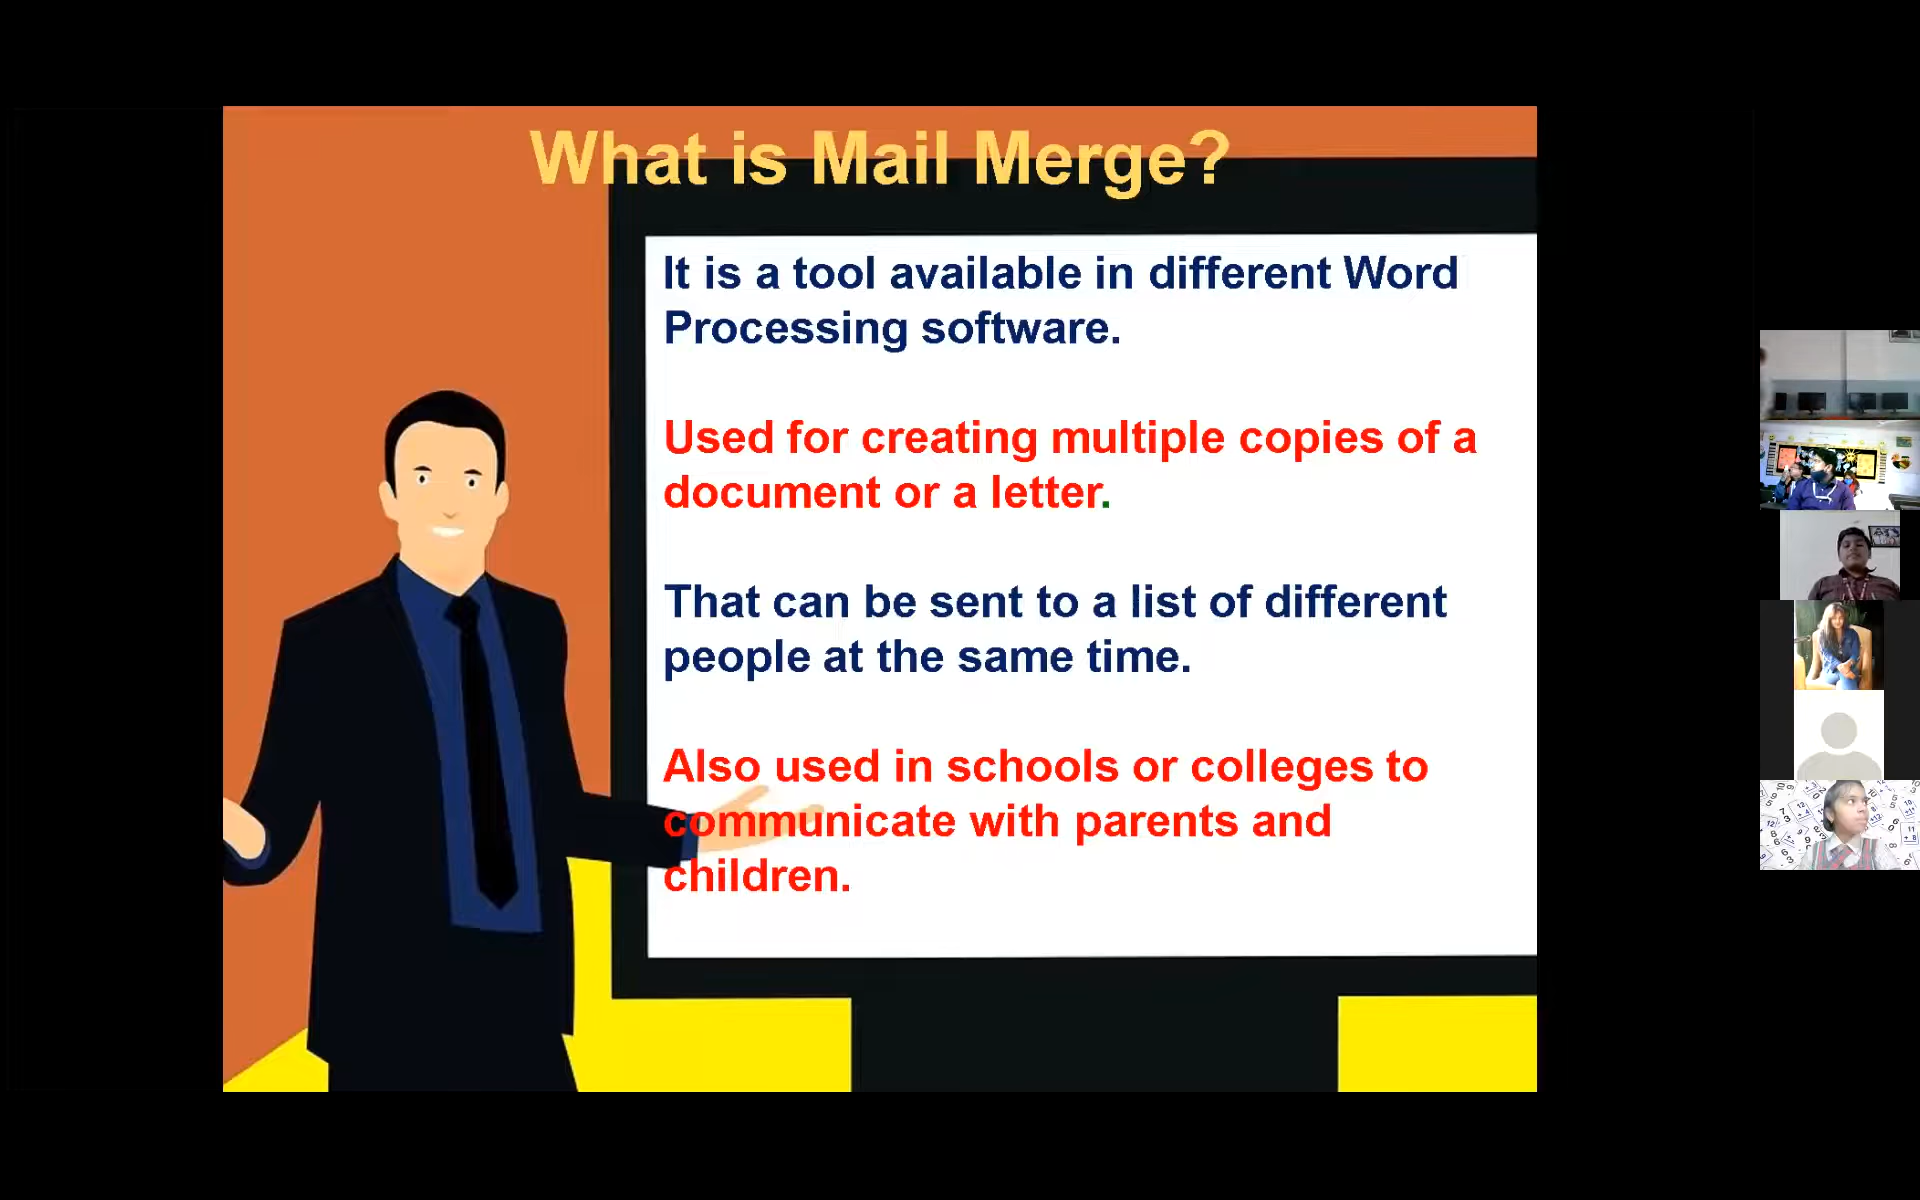 What is Mail Merge?
It is a tool available in different Word
Processing software.
Used for creating multiple copies of a
document or a letter.
That can be sent to a list of different
people at the same time.
Also used in schools or colleges to
communicate with parents and
children.